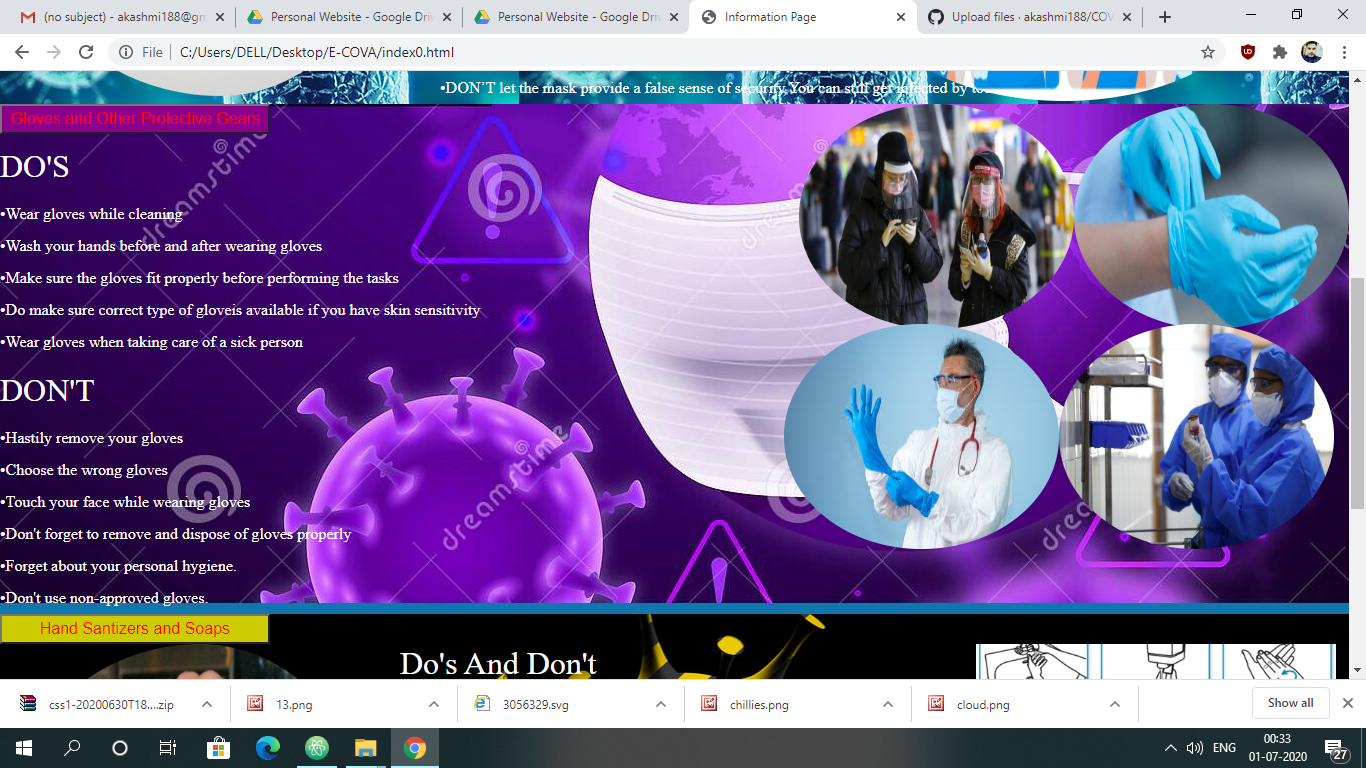 (no subject) - akashmi188@gm
Personal Website - Google Driv
Personal Website - Google Driv
Information Page
Upload files · akashmi188/COV
File | C:/Users/DELL/Desktop/E-COVA/index0.html
•DON'T let the mask provide a false sense of security.You can still get infected by
Gloves and Other Protective Gears
DO'S
•Wear gloves while cleaning
•Wash your hands before and after wearing gloves
•Make sure the gloves fit properly before performing the tasks
•Do make sure correct type of gloveis available if you have skin sensitivity
•Wear gloves when taking care of a sick person
DON'T
•Hastily remove your gloves
•Choose the wrong gloves
•Touch your face while wearing gloves
•Don't forget to remove and dispose of gloves properly
•Forget about your personal hygiene.
•Don't use non-approved gloves.
dreamstime
dreamstime
dreamstime
dreamstime
Hand Santizers and Soaps
Do's And Don't
css1-20200630T18....zip
13.png
3056329.svg
chillies.png
cloud.png
Show all
ENG
00:33
01-07-2020
27